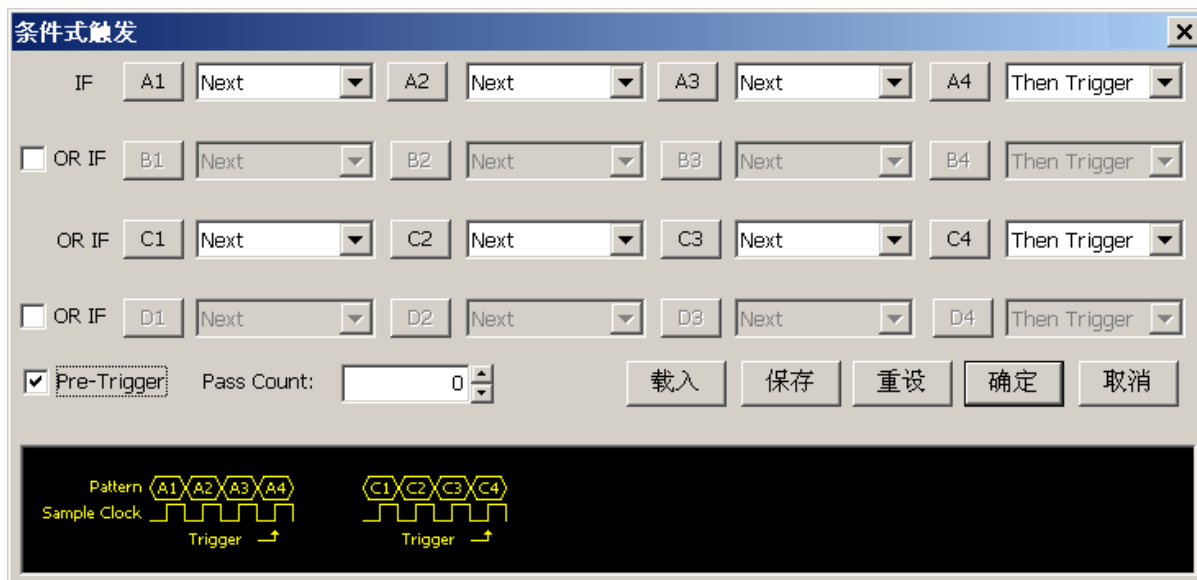 条件式触发
IF A1 Next A2 Next A3 Next A4 Then Trigger
OR IF B1 Next B2 Next B3 Next B4 Then Trigger
OR IF C1 Next C2 Next C3 Next C4 Then Trigger
OR IF D1 Next D2 Next D3 Next D4 Then Trigger
Pre-Trigger Pass Count: 0 载入 保存 重设 确定 取消
Pattern A1 A2 A3 A4 C1 C2 C3 C4
Sample Clock
Trigger Trigger